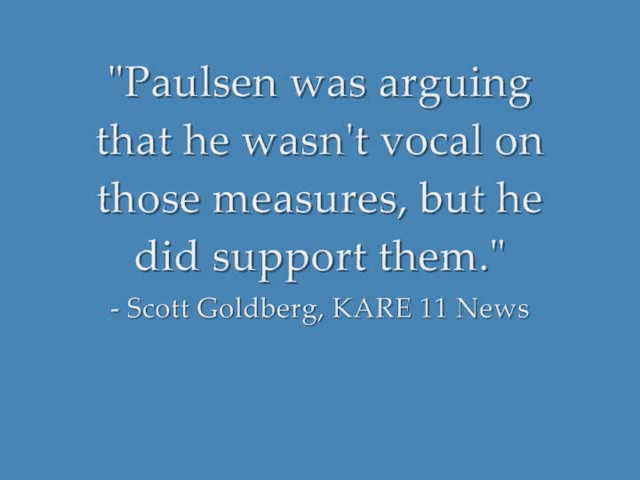 "Paulsen was arguing
that he wasn't vocal on
those measures, but he
did support them."
- Scott Goldberg, KARE 11 News